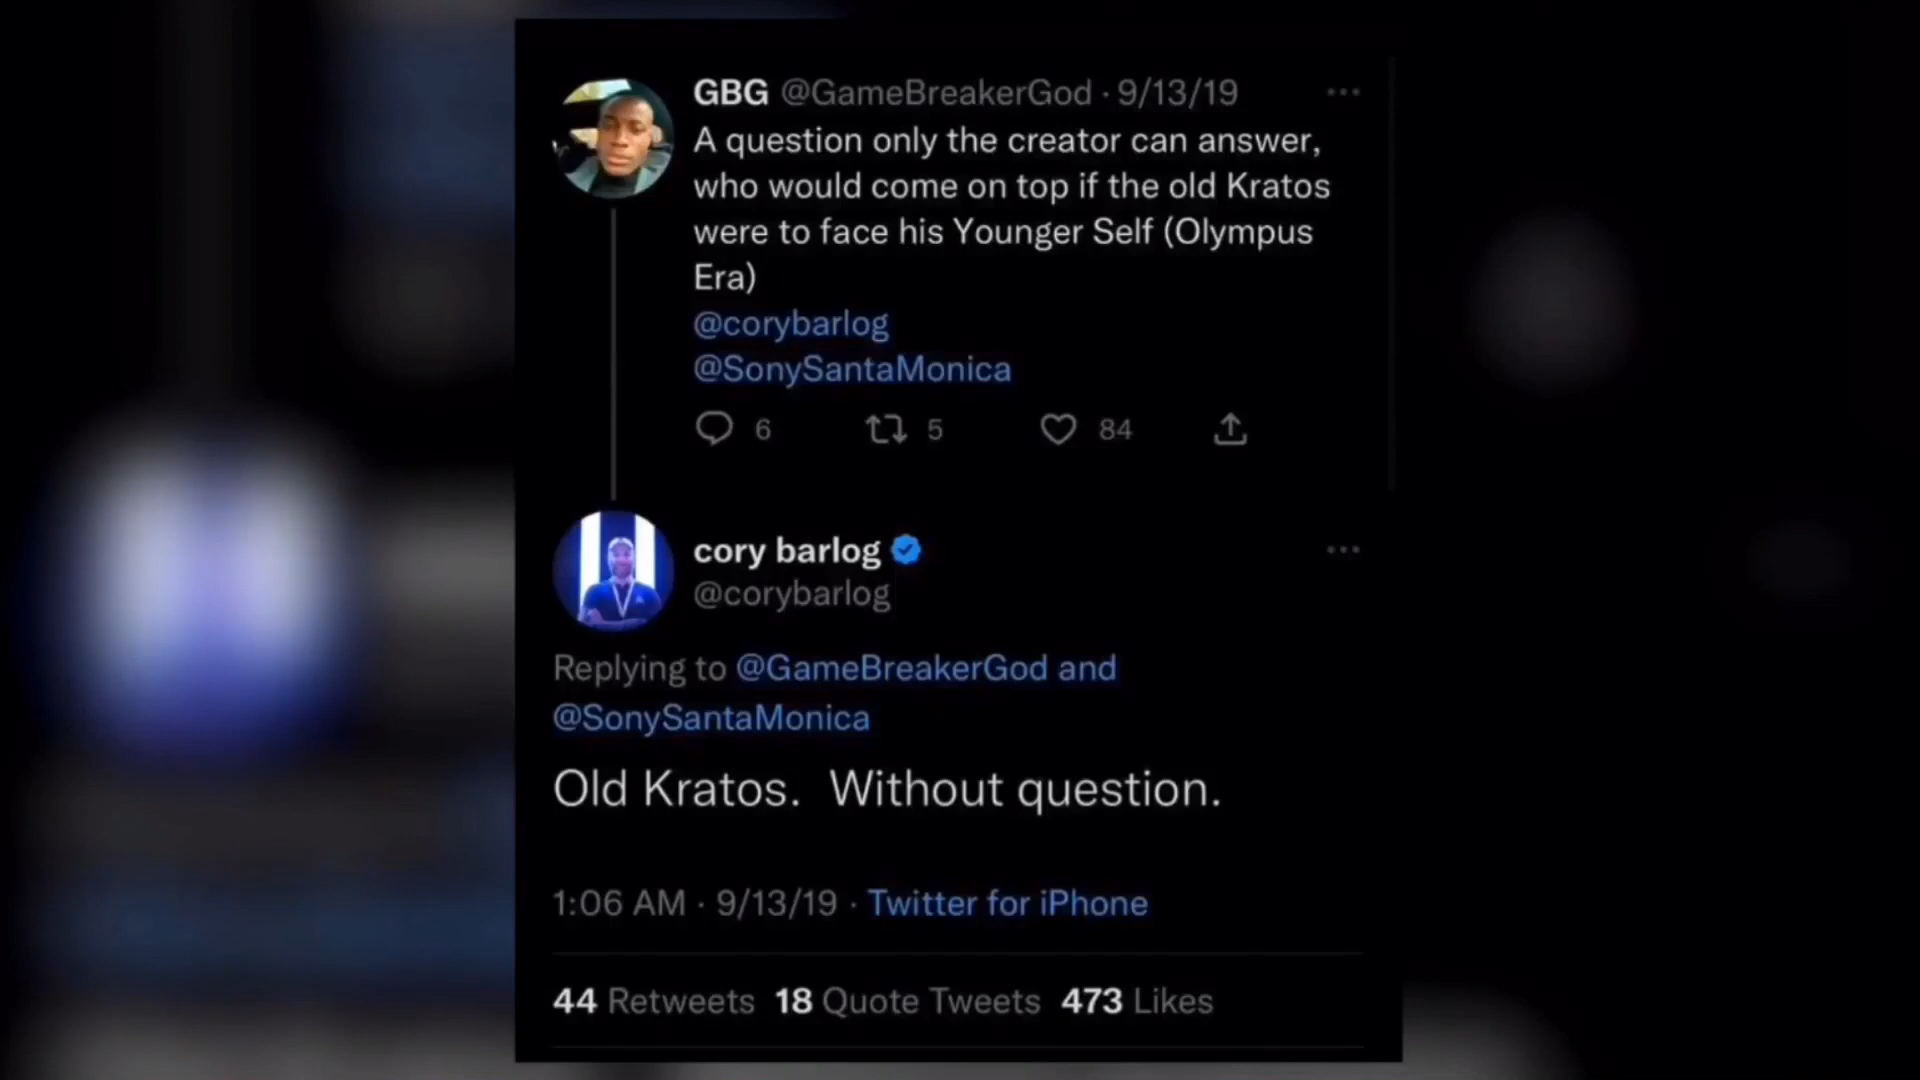 GBG @GameBreakerGod · 9/13/19
A question only the creator can answer,
who would come on top if the old Kratos
were to face his Younger Self (Olympus
Era)
@corybarlog
@SonySantaMonica
6 5 84
cory barlog
@corybarlog
Replying to @GameBreakerGod and
@SonySantaMonica
Old Kratos. Without question.
1:06 AM · 9/13/19 · Twitter for iPhone
44 Retweets 18 Quote Tweets 473 Likes